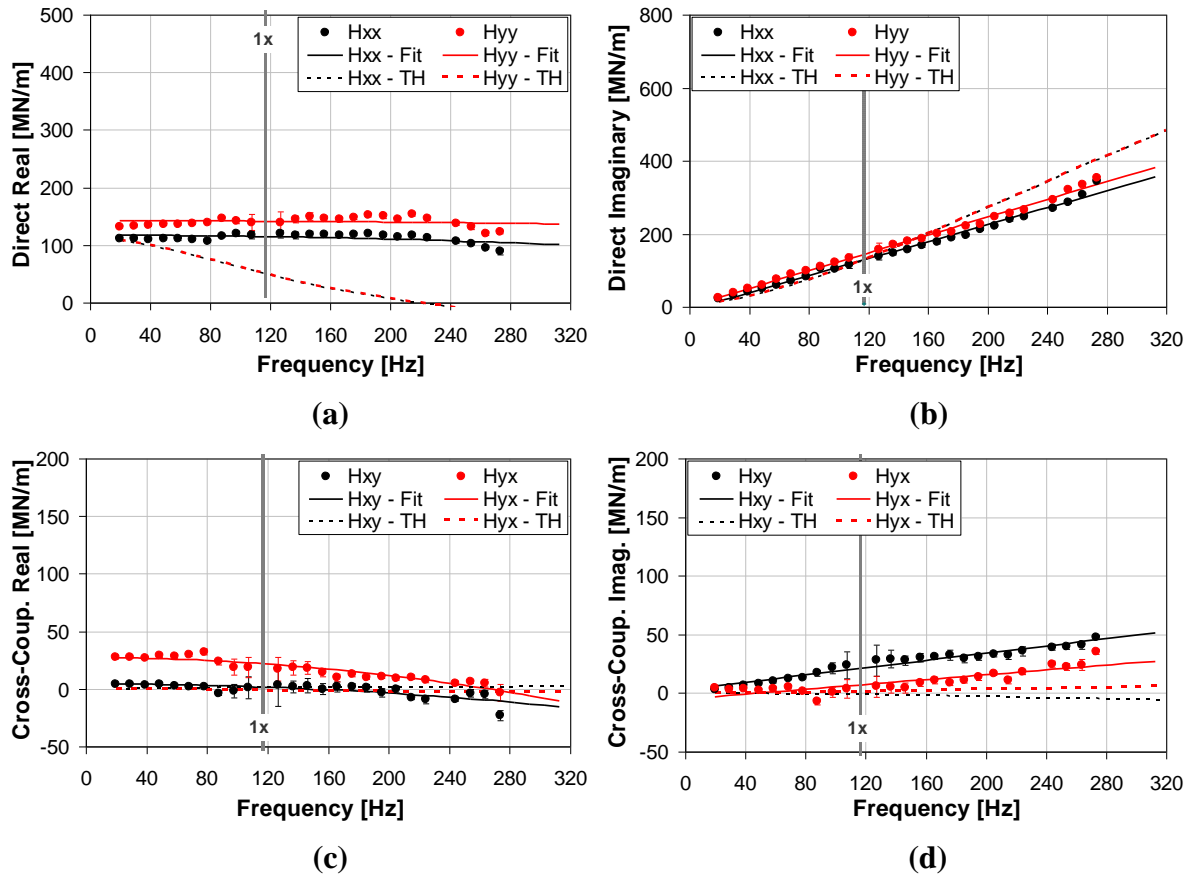 1x
Hxx Hyy
Hxx - Fit Hyy - Fit
Hxx - TH Hyy - TH
Direct Real [MN/m]
500
400
300
200
100
0
0 40 80 120 160 200 240 280 320
Frequency [Hz]
(a)
Hxx Hyy
Hxx - Fit Hyy - Fit
Hxx - TH Hyy - TH
Direct Imaginary [MN/m]
800
600
400
200
0
1x
0 40 80 120 160 200 240 280 320
Frequency [Hz]
(b)
Hxy Hyx
Hxy - Fit Hyx - Fit
Hxy - TH Hyx - TH
Cross-Coup. Real [MN/m]
200
150
100
50
0
-50
1x
0 40 80 120 160 200 240 280 320
Frequency [Hz]
(c)
Hxy Hyx
Hxy - Fit Hyx - Fit
Hxy - TH Hyx - TH
Cross-Coup. Imag. [MN/m]
200
150
100
50
0
-50
1x
0 40 80 120 160 200 240 280 320
Frequency [Hz]
(d)